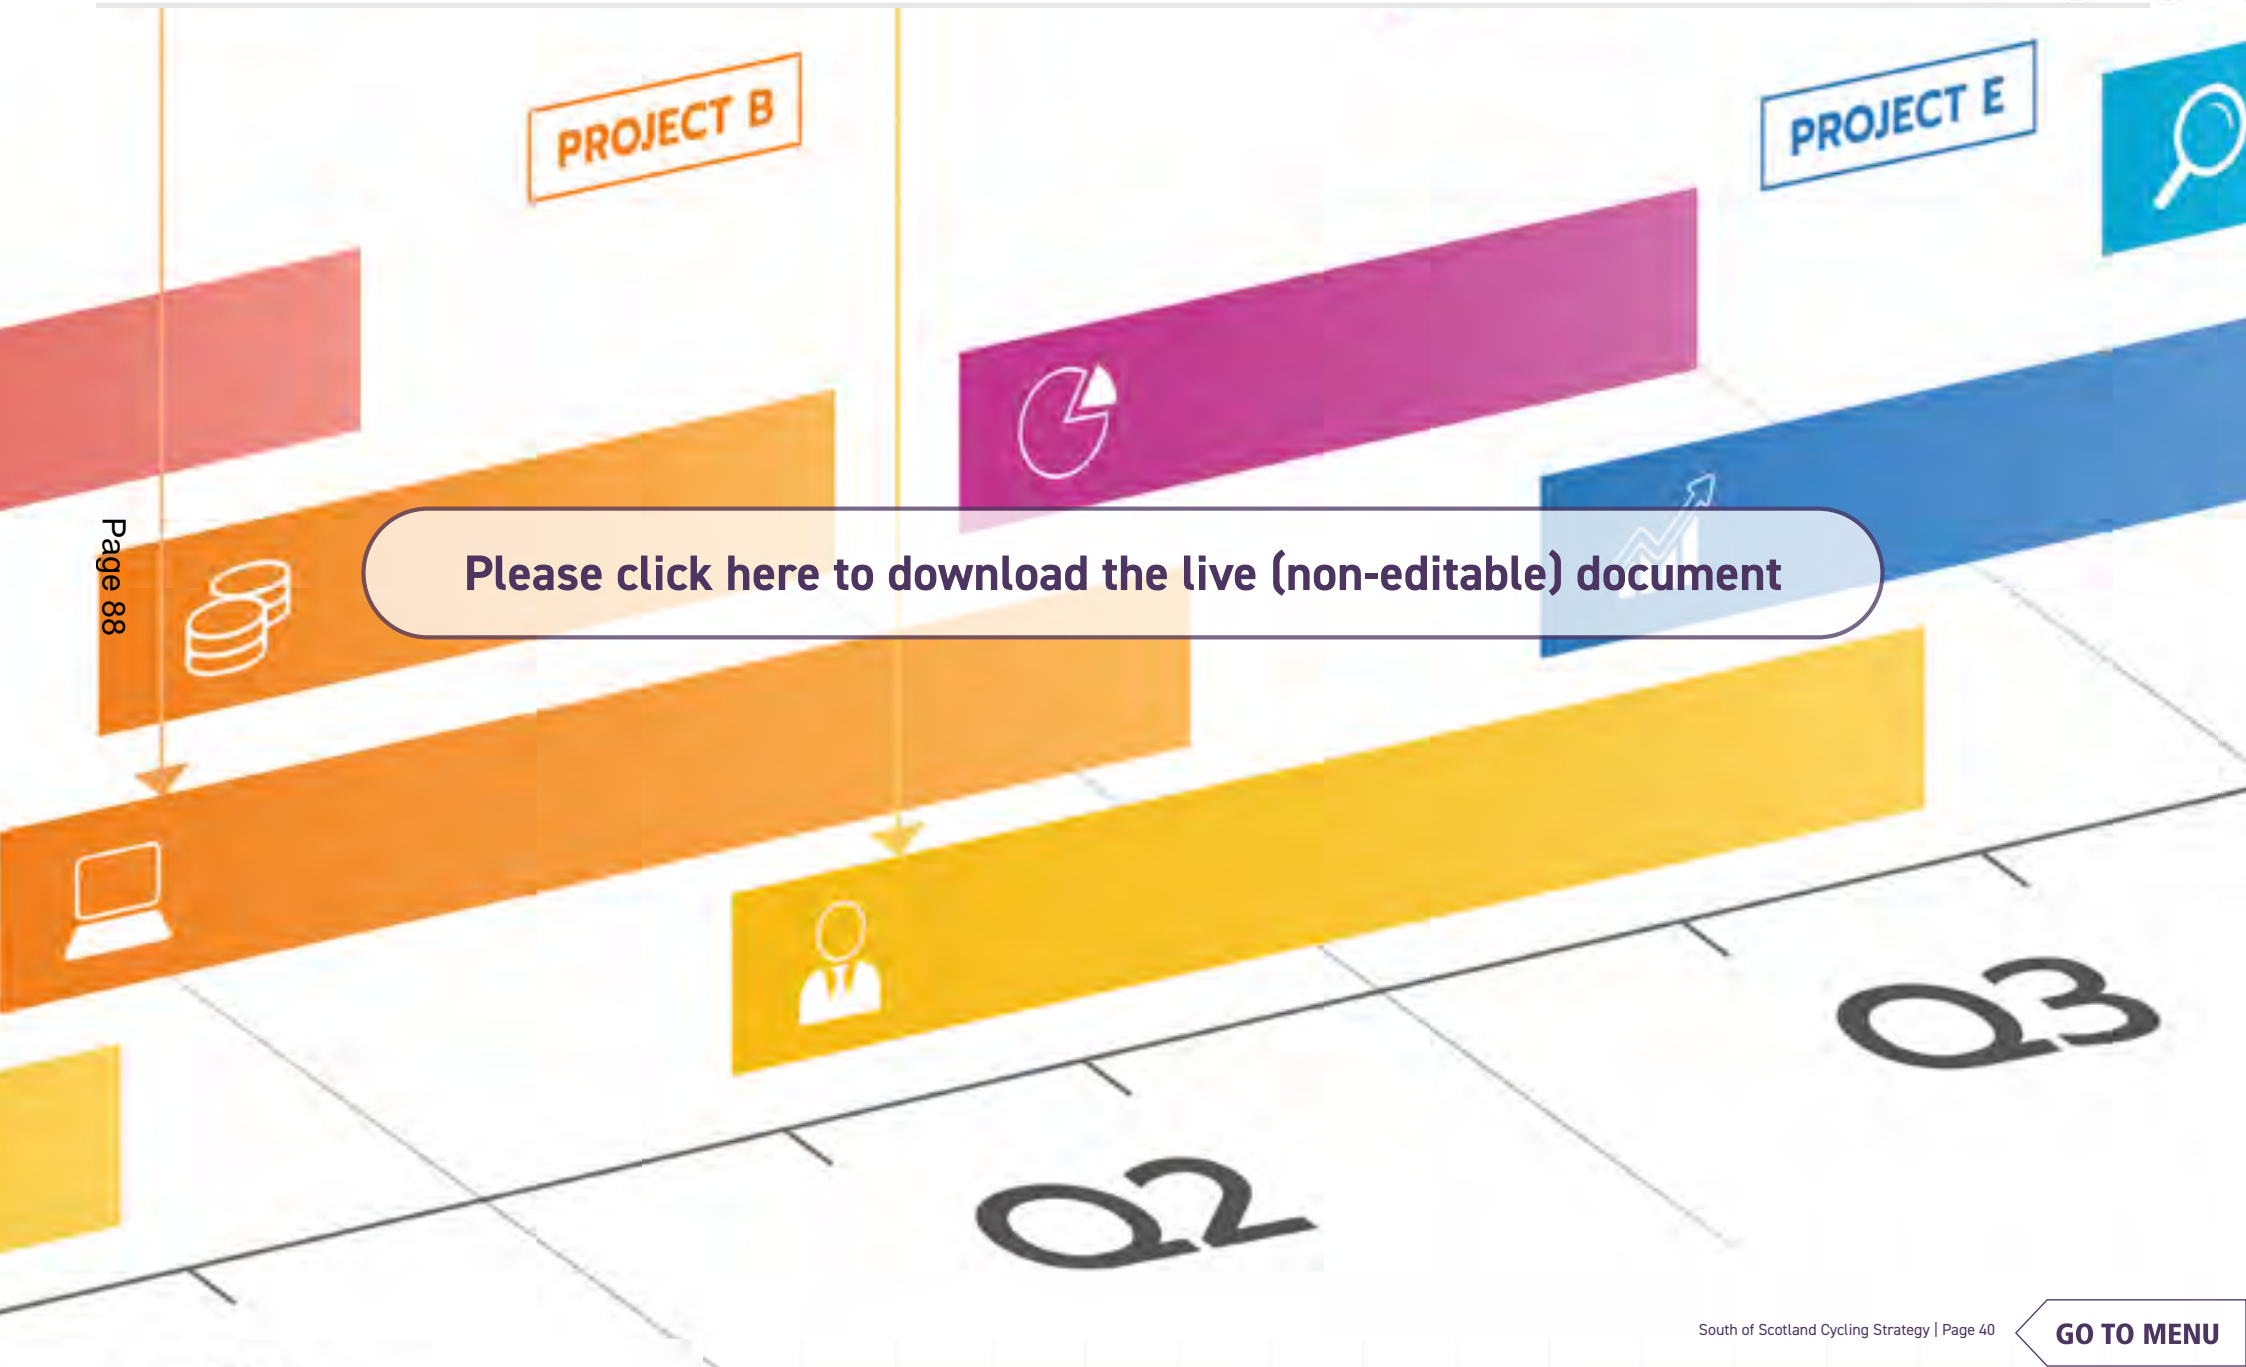 PROJECT B
PROJECT E
Page 88
Please click here to download the live (non-editable) document
Q3
Q2
South of Scotland Cycling Strategy | Page 40
GO TO MENU